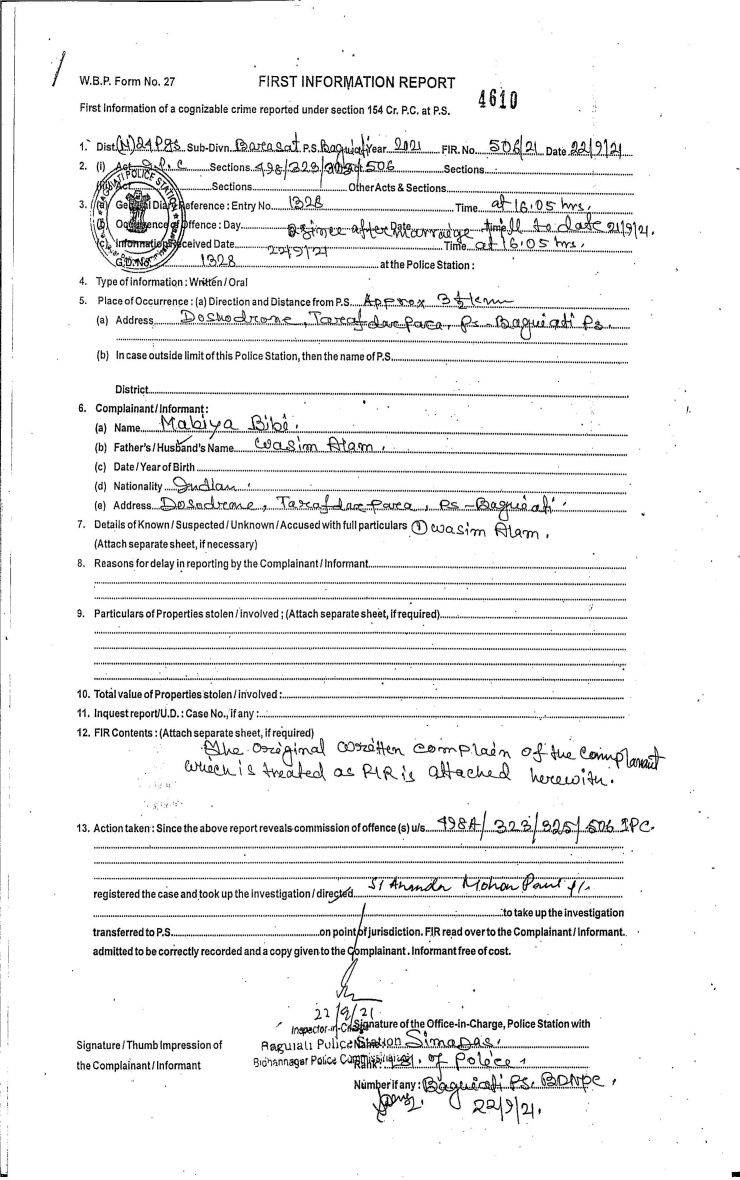 W.B.P. Form No. 27
FIRST INFORMATION REPORT
4610
First Information of a cognizable crime reported under section 154 Cr. P.C. at P.S.
1. Dist. (N) 24 Pgs Sub-Divn. Barasat P.S. Baguiati Year 2021 FIR. No. 506/21 Date 22/9/21
2. (i) Act I.P.C Sections 498/323/325/506 Sections
Act Sections Other Acts & Sections
3. (a) General Diary Reference : Entry No. 1328 Time at 16:05 hrs.
(b) Occurrence of Offence : Day Since after Marradge Date Time till to date 21/9/21.
(c) Information Received Date 22/9/21 Time at 16:05 hrs.
G.D. No. 1328 at the Police Station :
4. Type of Information : Written / Oral
5. Place of Occurrence : (a) Direction and Distance from P.S. Approx 3½ km
(a) Address Doshodrone, Tarafdarpara, Ps - Baguiati Ps.
(b) In case outside limit of this Police Station, then the name of P.S.
District
6. Complainant / Informant :
(a) Name Mabiya Bibi.
(b) Father's / Husband's Name Wasim Alam.
(c) Date / Year of Birth
(d) Nationality Indian.
(e) Address Dosodrone, Tarafdarpara, Ps - Baguiati.
7. Details of Known / Suspected / Unknown / Accused with full particulars ① Wasim Alam.
(Attach separate sheet, if necessary)
8. Reasons for delay in reporting by the Complainant / Informant
9. Particulars of Properties stolen / involved ; (Attach separate sheet, if required)
10. Total value of Properties stolen / involved :
11. Inquest report/U.D. : Case No., if any :
12. FIR Contents : (Attach separate sheet, if required)
The original written complain of the complanant
which is treated as FIR is attached herewith.
13. Action taken : Since the above report reveals commission of offence (s) u/s. 498A/323/325/506 IPC.
registered the case and took up the investigation / directed SI Ananda Mohan Paul
to take up the investigation
transferred to P.S. on point of jurisdiction. FIR read over to the Complainant / Informant.
admitted to be correctly recorded and a copy given to the Complainant. Informant free of cost.
22/9/21
Inspector-in-Charge Signature of the Office-in-Charge, Police Station with
Signature / Thumb Impression of Baguiati Police Station Sima Das.
the Complainant / Informant Bidhannagar Police Commissionerate of Police,
Number if any : Baguiati Ps. BDNPC,
22/9/21.